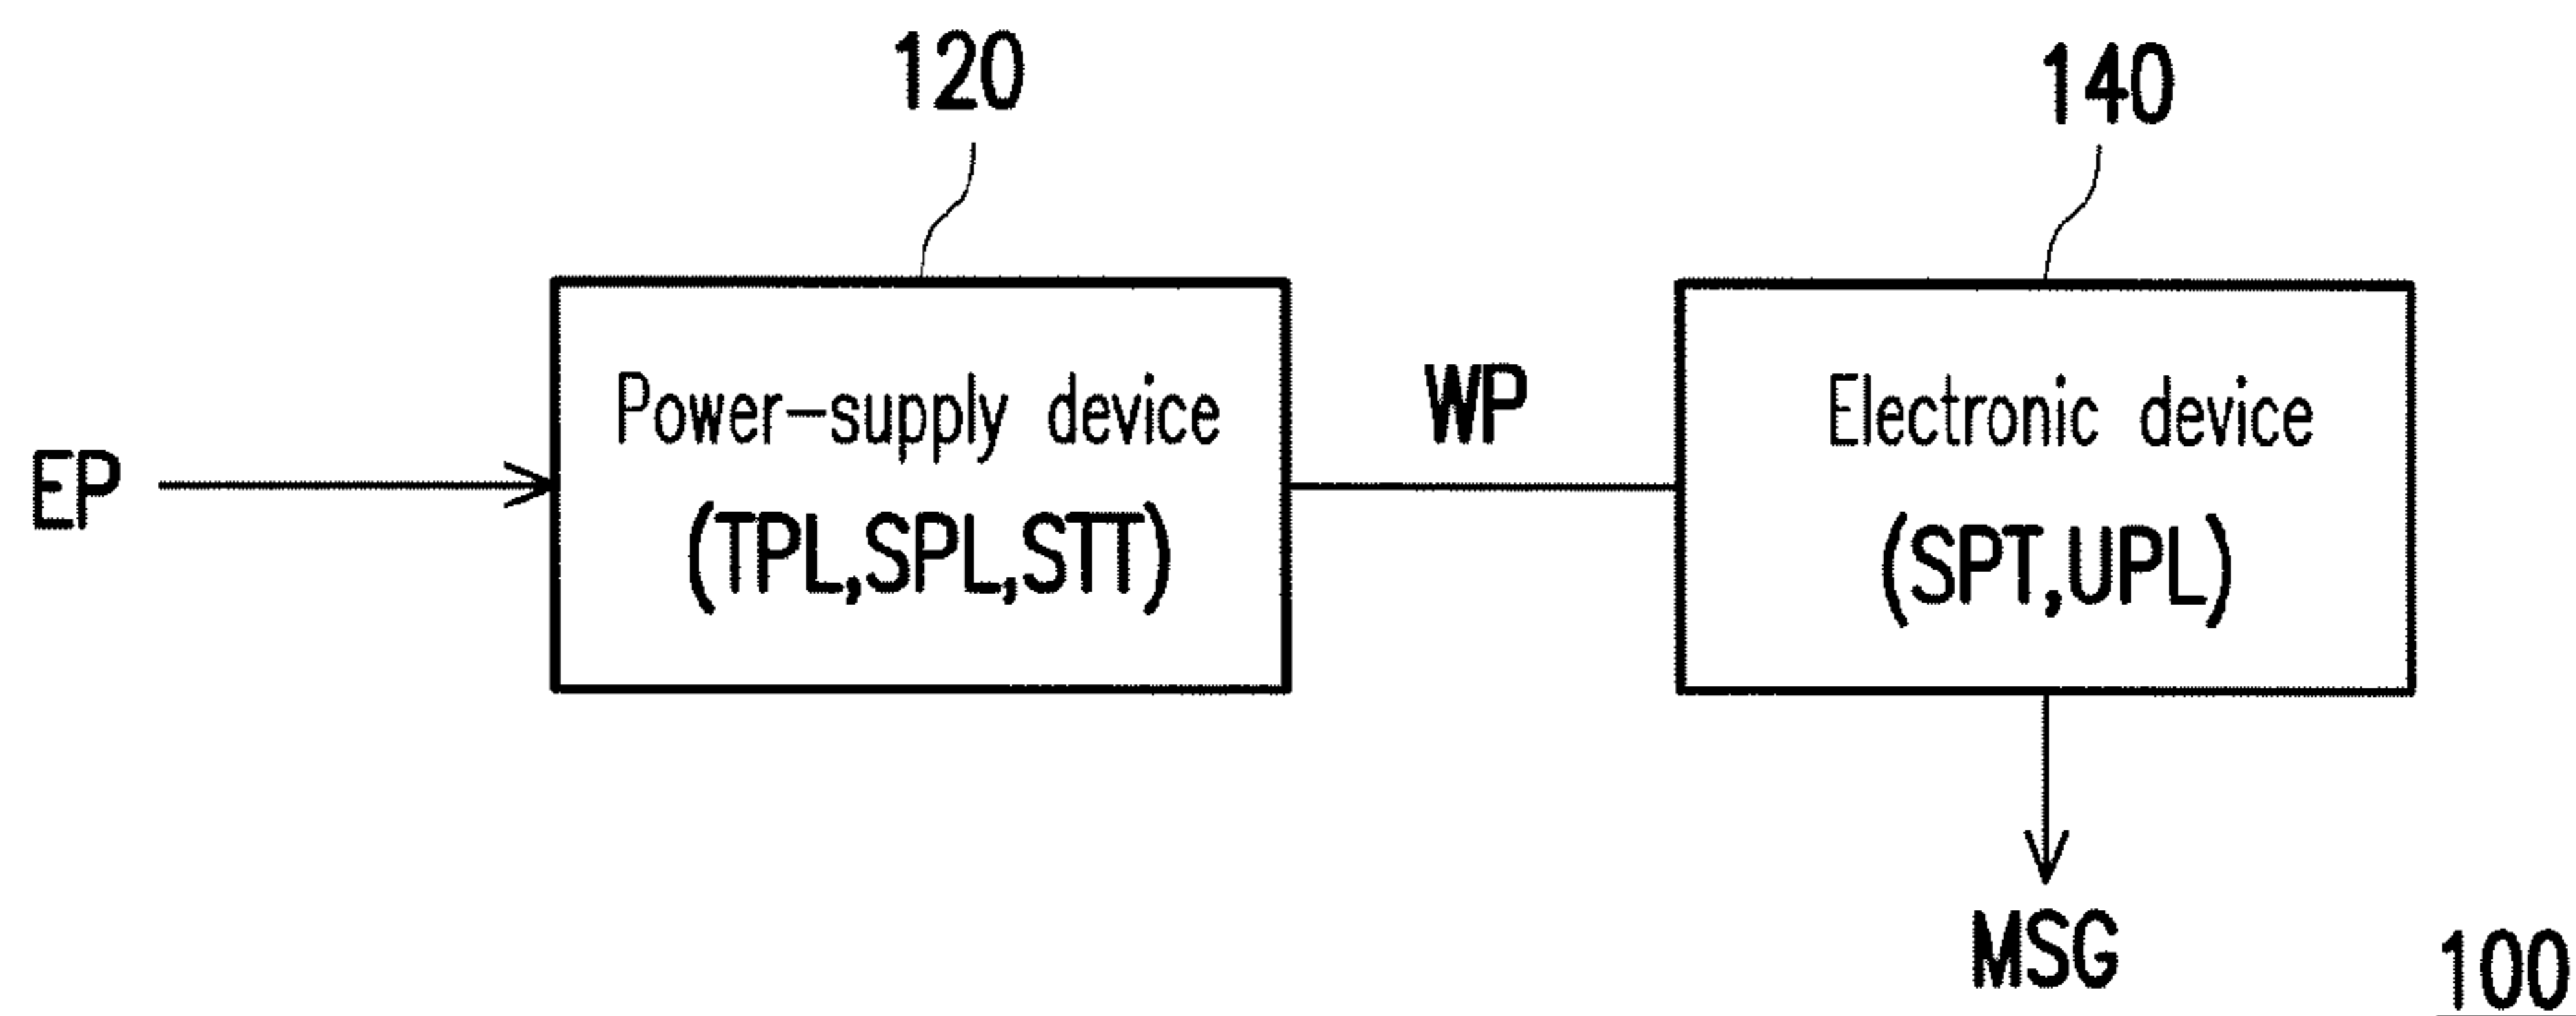 120
140
EP
Power-supply device
(TPL,SPL,STT)
WP
Electronic device
(SPT,UPL)
MSG
100